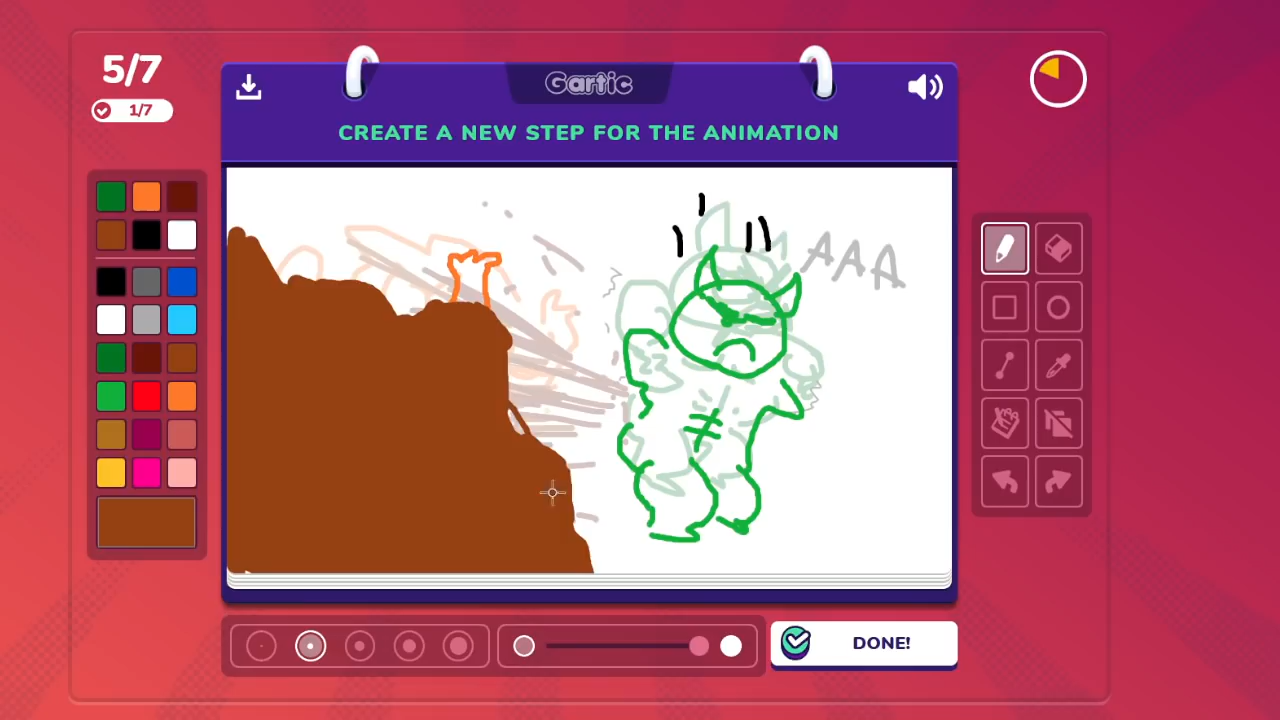 5/7
1/7
Gartic
CREATE A NEW STEP FOR THE ANIMATION
AAA
DONE!